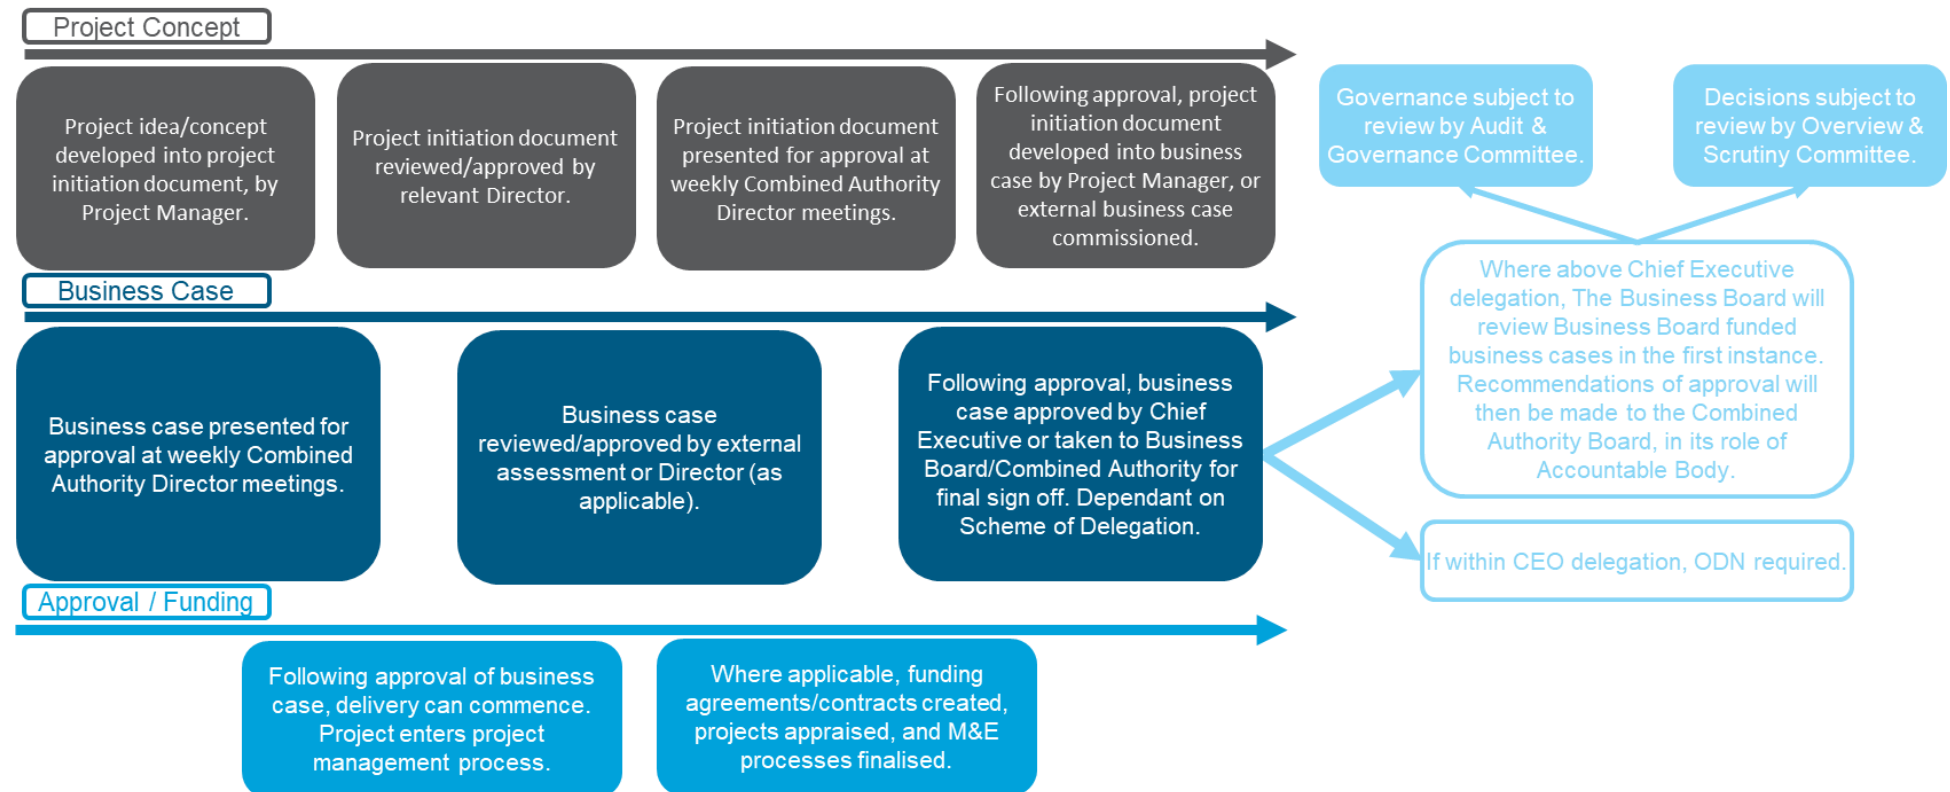 Project Concept
Project idea/concept
developed into project
initiation document, by
Project Manager.
Project initiation document
reviewed/approved by
relevant Director.
Project initiation document
presented for approval at
weekly Combined Authority
Director meetings.
Following approval, project
initiation document
developed into business
case by Project Manager, or
external business case
commissioned.
Governance subject to
review by Audit &
Governance Committee.
Decisions subject to
review by Overview &
Scrutiny Committee.
Business Case
Business case presented for
approval at weekly Combined
Authority Director meetings.
Business case
reviewed/approved by external
assessment or Director (as
applicable).
Following approval, business
case approved by Chief
Executive or taken to Business
Board/Combined Authority for
final sign off. Dependant on
Scheme of Delegation.
Where above Chief Executive
delegation, The Business Board will
review Business Board funded
business cases in the first instance.
Recommendations of approval will
then be made to the Combined
Authority Board, in its role of
Accountable Body.
If within CEO delegation, ODN required.
Approval / Funding
Following approval of business
case, delivery can commence.
Project enters project
management process.
Where applicable, funding
agreements/contracts created,
projects appraised, and M&E
processes finalised.